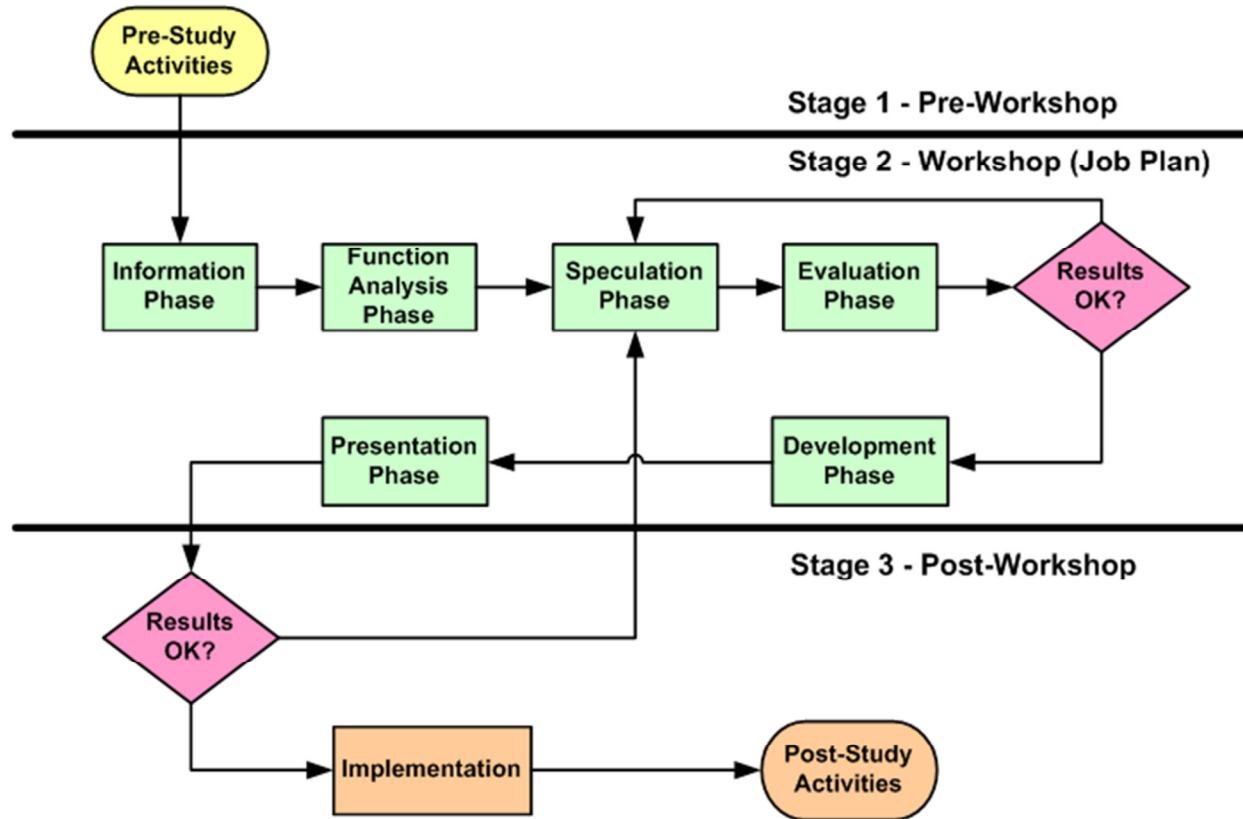 Pre-Study
Activities
Stage 1 - Pre-Workshop
Stage 2 - Workshop (Job Plan)
Information
Phase
Function
Analysis
Phase
Speculation
Phase
Evaluation
Phase
Results
OK?
Presentation
Phase
Development
Phase
Stage 3 - Post-Workshop
Results
OK?
Implementation
Post-Study
Activities